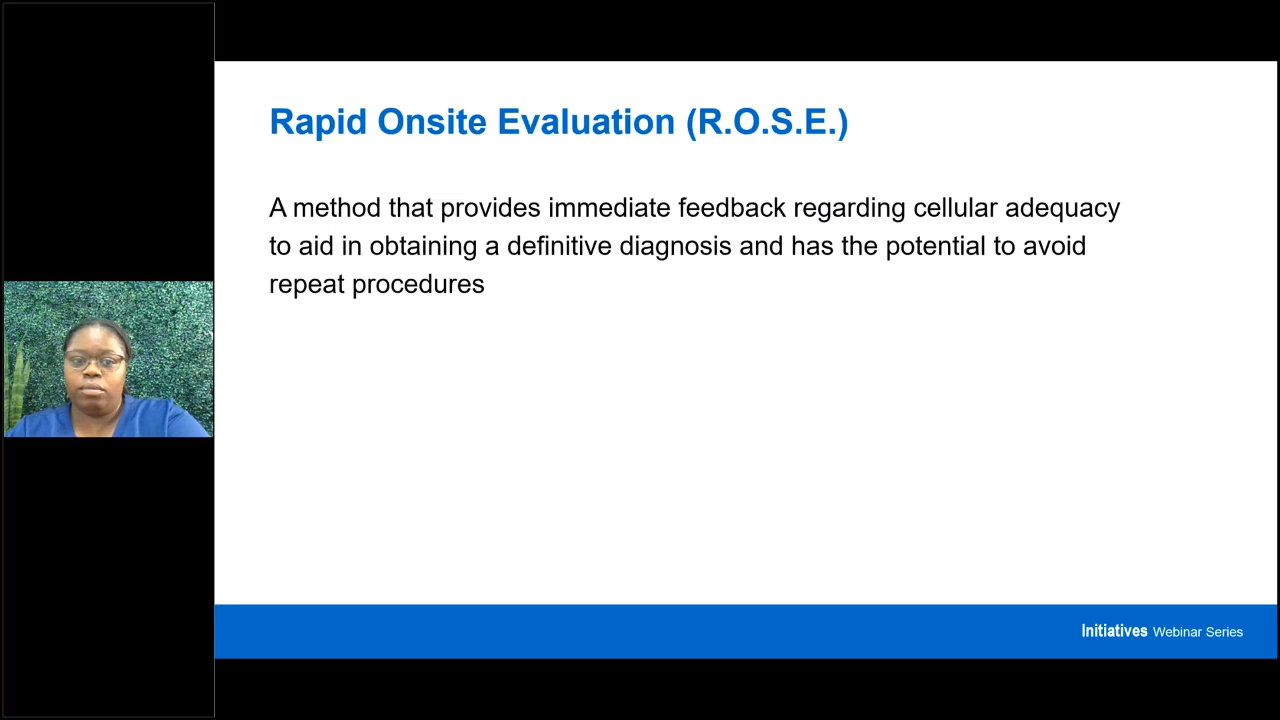 Rapid Onsite Evaluation (R.O.S.E.)
A method that provides immediate feedback regarding cellular adequacy
to aid in obtaining a definitive diagnosis and has the potential to avoid
repeat procedures
Initiatives Webinar Series